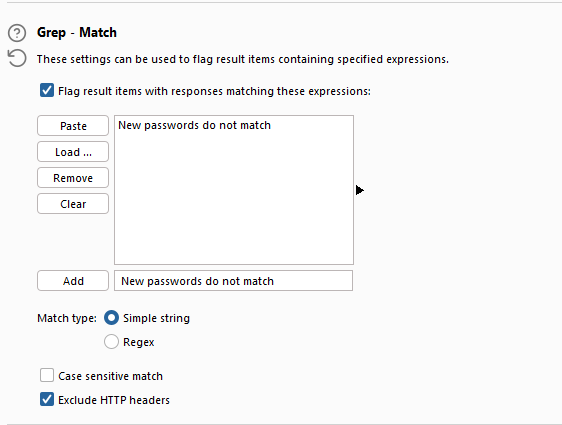 Grep - Match
These settings can be used to flag result items containing specified expressions.
Flag result items with responses matching these expressions:
Paste
New passwords do not match
Load ...
Remove
Clear
Add
New passwords do not match
Match type:
Simple string
Regex
Case sensitive match
Exclude HTTP headers